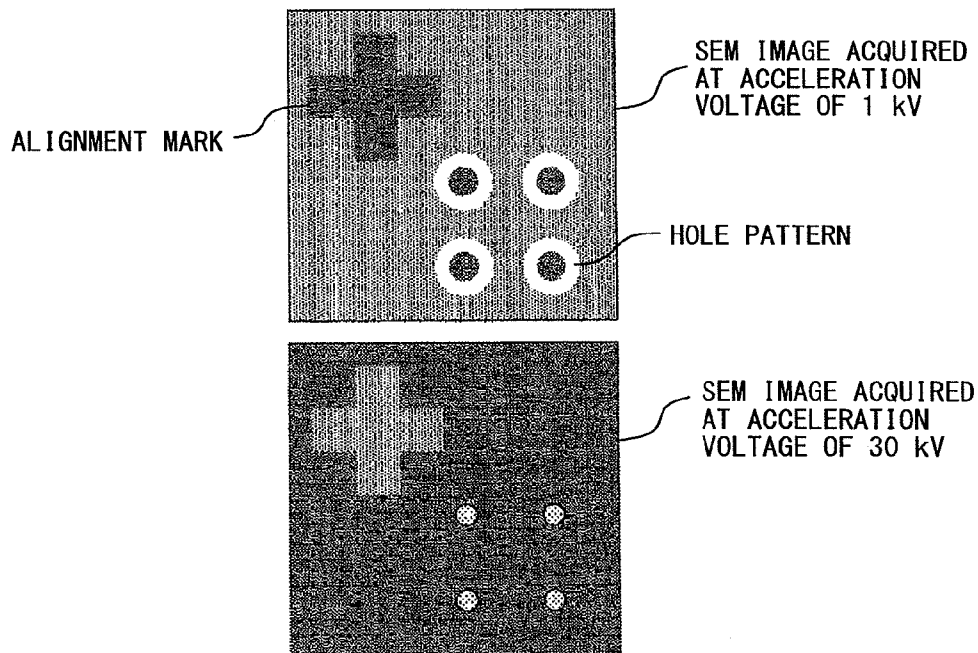 SEM IMAGE ACQUIRED
AT ACCELERATION
VOLTAGE OF 1 kV
ALIGNMENT MARK
HOLE PATTERN
SEM IMAGE ACQUIRED
AT ACCELERATION
VOLTAGE OF 30 kV